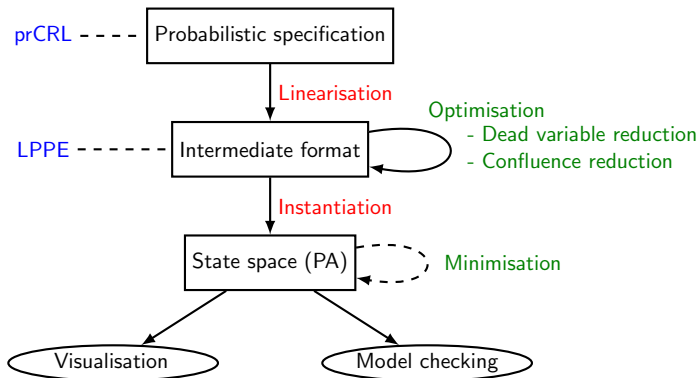 prCRL
Probabilistic specification
Linearisation
Optimisation
- Dead variable reduction
- Confluence reduction
LPPE
Intermediate format
Instantiation
State space (PA)
Minimisation
Visualisation
Model checking